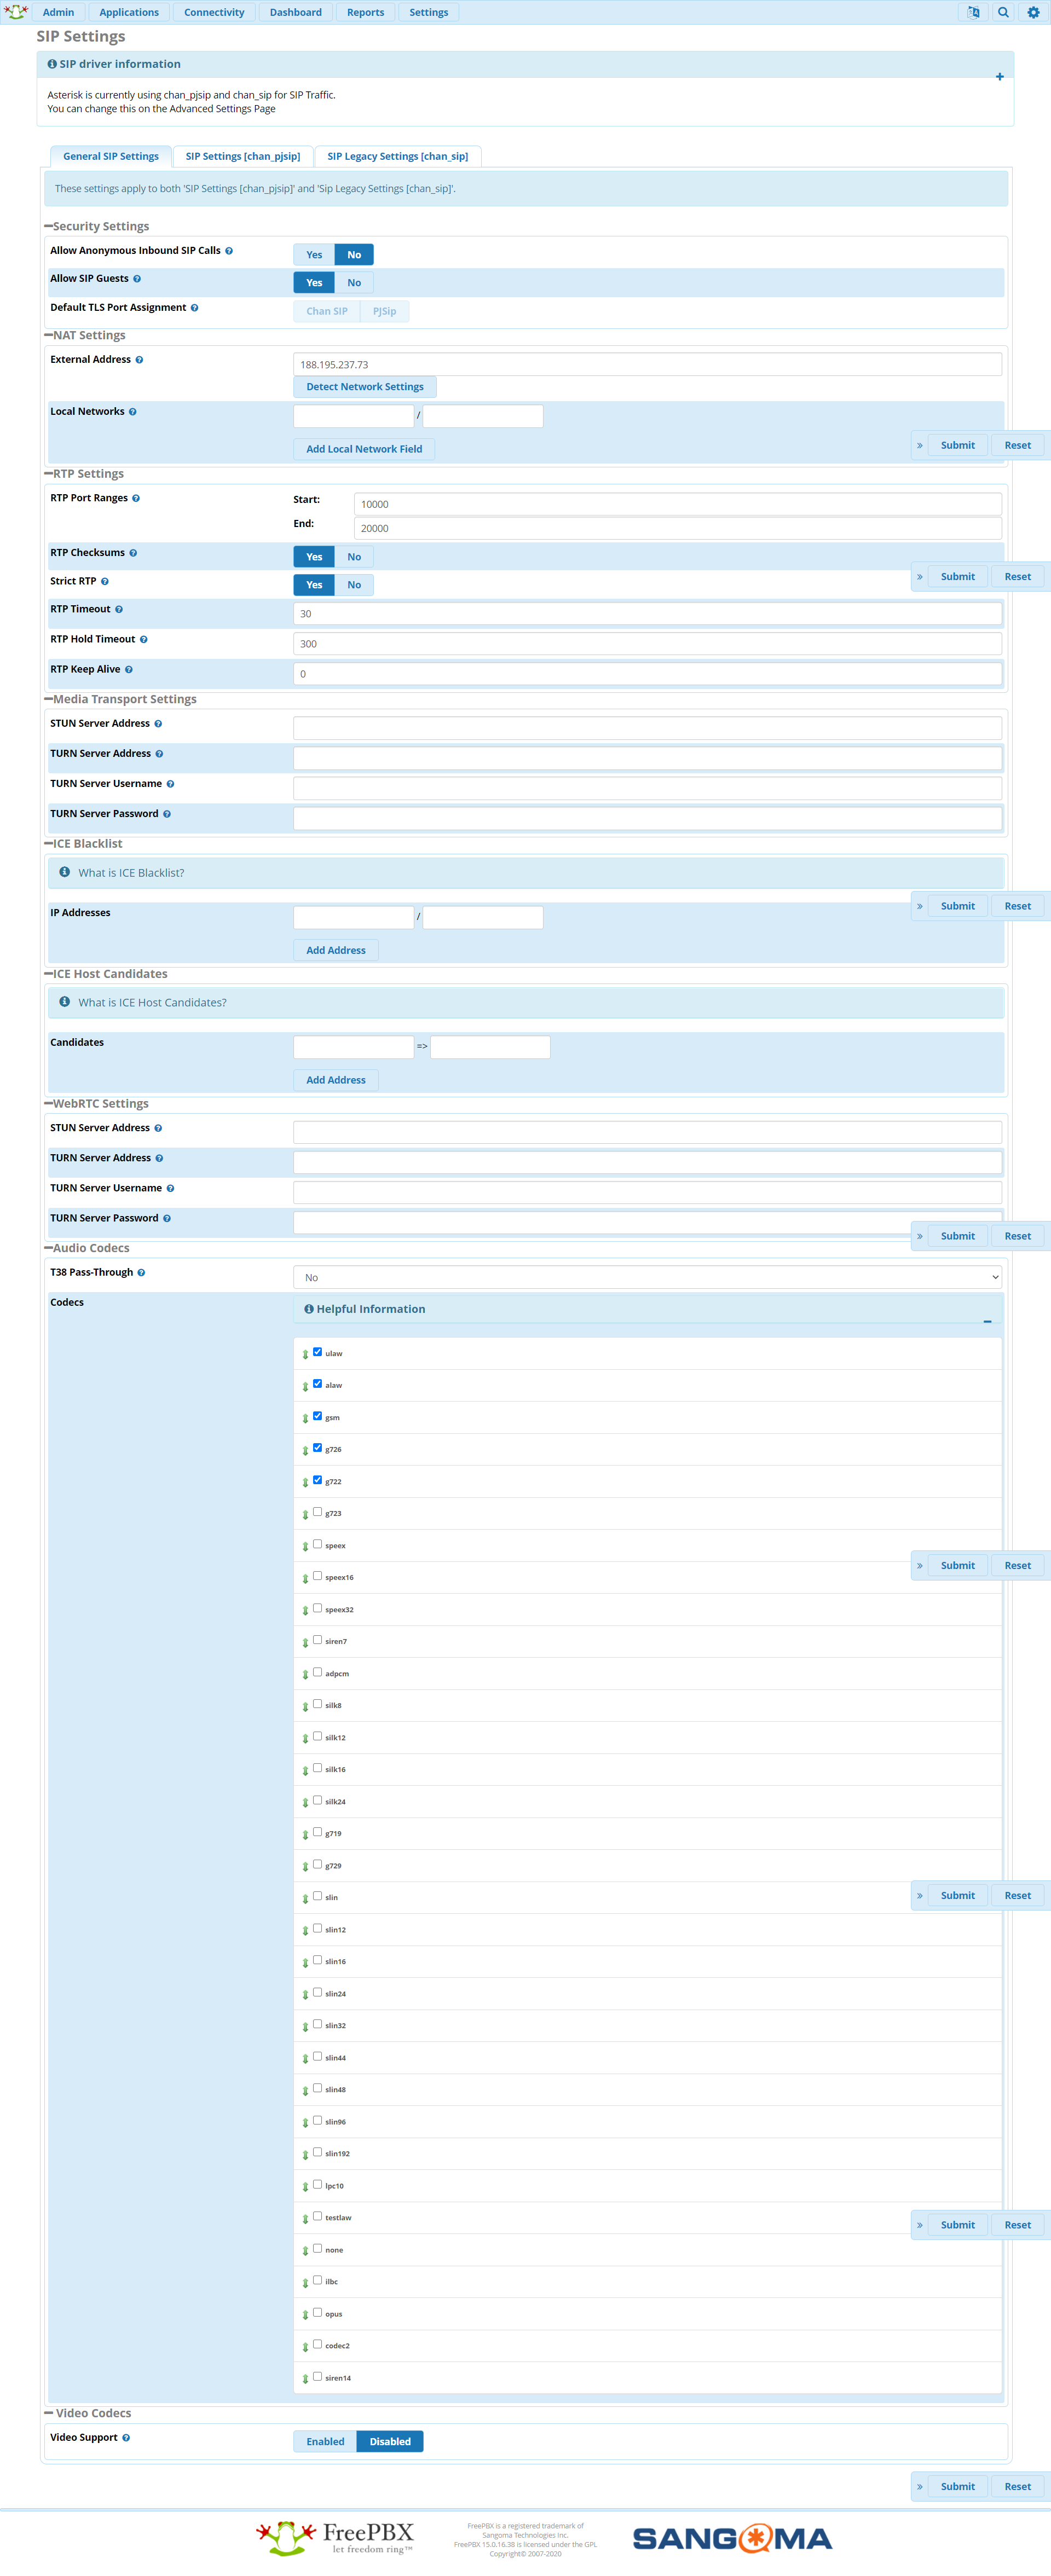 Admin
Applications
Connectivity
Dashboard
Reports
Settings
SIP Settings
SIP driver information
Asterisk is currently using chan_pjsip and chan_sip for SIP Traffic.
You can change this on the Advanced Settings Page
General SIP Settings
SIP Settings [chan_pjsip]
SIP Legacy Settings [chan_sip]
These settings apply to both 'SIP Settings [chan_pjsip]' and 'Sip Legacy Settings [chan_sip]'.
Security Settings
Allow Anonymous Inbound SIP Calls
Yes No
Allow SIP Guests
Yes No
Default TLS Port Assignment
Chan SIP PJSip
NAT Settings
External Address
188.195.237.73
Detect Network Settings
Local Networks
/
Add Local Network Field
» Submit Reset
RTP Settings
RTP Port Ranges
Start: 10000
End: 20000
RTP Checksums
Yes No
» Submit Reset
Strict RTP
Yes No
RTP Timeout
30
RTP Hold Timeout
300
RTP Keep Alive
0
Media Transport Settings
STUN Server Address
TURN Server Address
TURN Server Username
TURN Server Password
ICE Blacklist
What is ICE Blacklist?
» Submit Reset
IP Addresses
/
Add Address
ICE Host Candidates
What is ICE Host Candidates?
Candidates
=>
Add Address
WebRTC Settings
STUN Server Address
TURN Server Address
TURN Server Username
TURN Server Password
» Submit Reset
Audio Codecs
T38 Pass-Through
No
Codecs
Helpful Information
ulaw
alaw
gsm
g726
g722
g723
speex
» Submit Reset
speex16
speex32
siren7
adpcm
silk8
silk12
silk16
silk24
g719
g729
slin
» Submit Reset
slin12
slin16
slin24
slin32
slin44
slin48
slin96
slin192
lpc10
testlaw
» Submit Reset
none
ilbc
opus
codec2
siren14
Video Codecs
Video Support
Enabled Disabled
» Submit Reset
FreePBX
let freedom ring™
FreePBX is a registered trademark of
Sangoma Technologies Inc.
FreePBX 15.0.16.38 is licensed under the GPL
Copyright© 2007-2020
SANGOMA